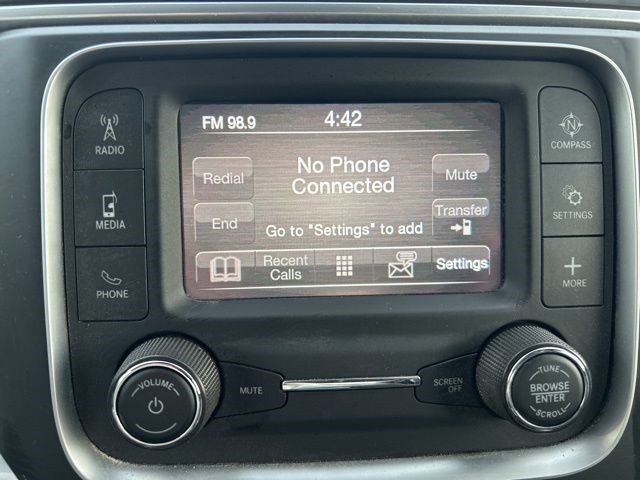 FM 98.9
4:42
RADIO
COMPASS
No Phone
Connected
Redial
Mute
MEDIA
SETTINGS
End
Transfer
Go to "Settings" to add
PHONE
MORE
Recent
Calls
Settings
VOLUME
MUTE
SCREEN
OFF
TUNE
BROWSE
ENTER
SCROLL